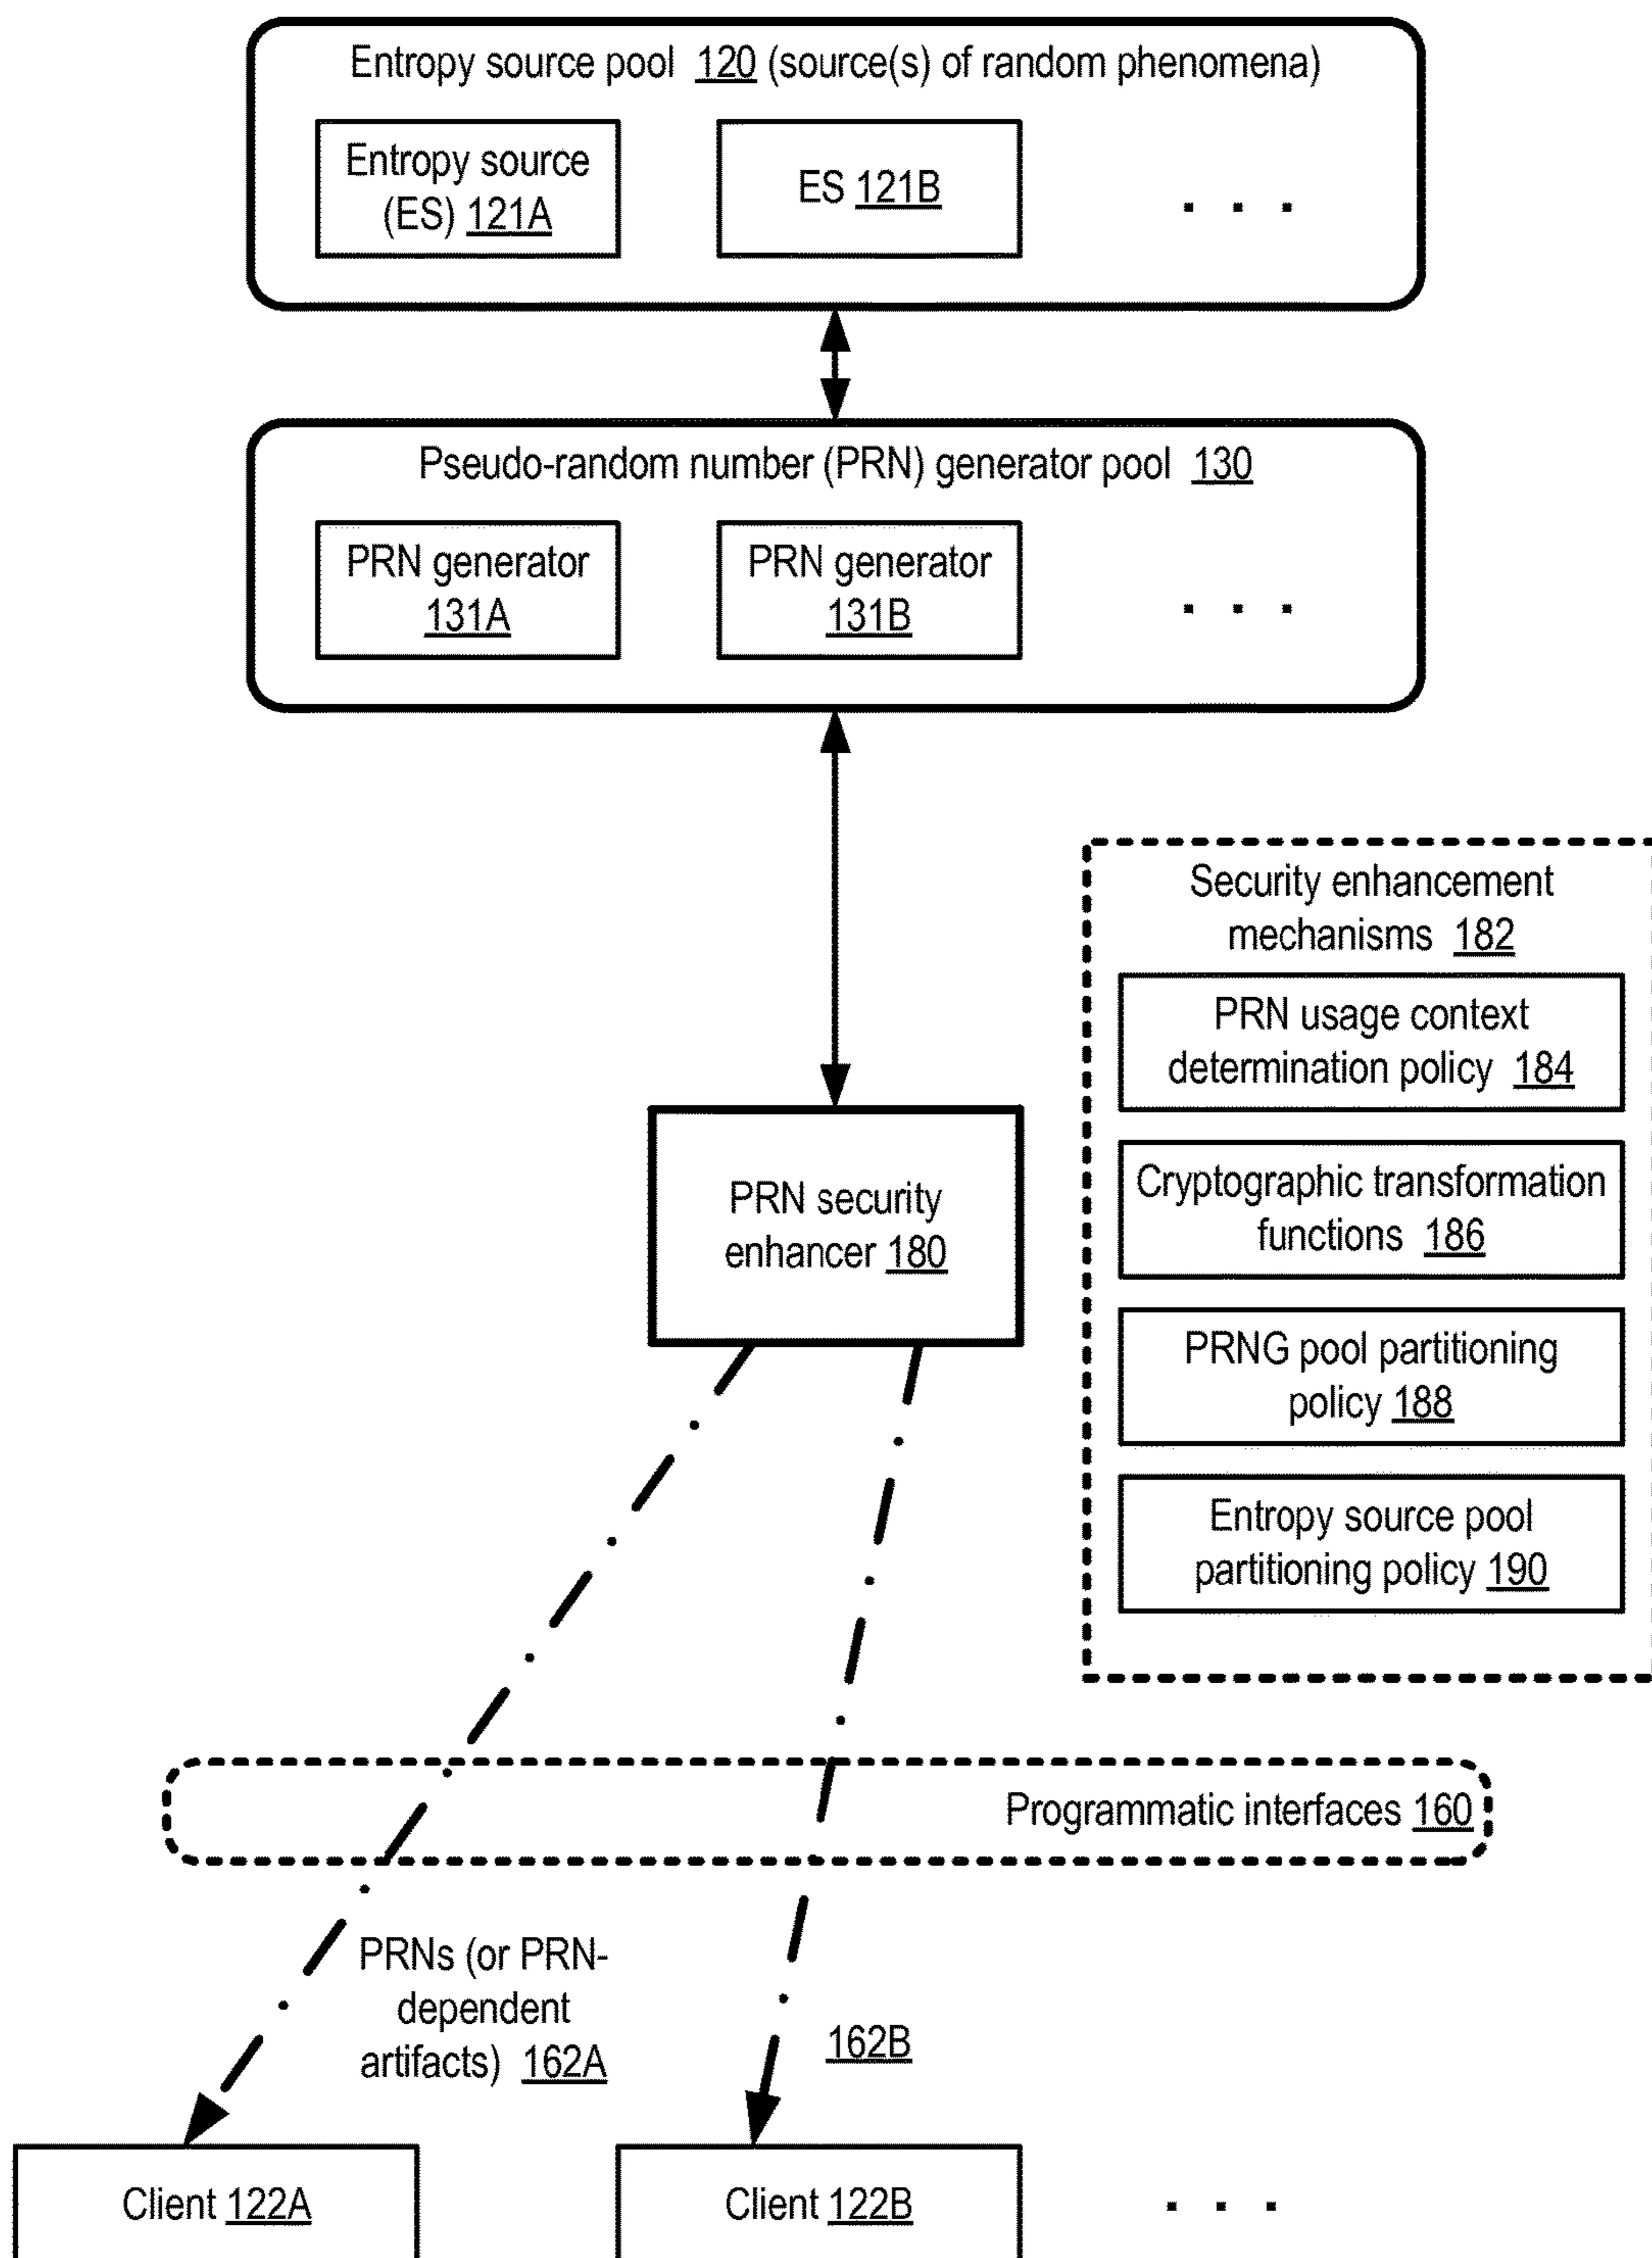 Entropy source pool 120 (source(s) of random phenomena)
Entropy source
(ES) 121A
ES 121B
. . .
Pseudo-random number (PRN) generator pool 130
PRN generator
131A
PRN generator
131B
. . .
Security enhancement
mechanisms 182
PRN usage context
determination policy 184
Cryptographic transformation
functions 186
PRNG pool partitioning
policy 188
Entropy source pool
partitioning policy 190
PRN security
enhancer 180
Programmatic interfaces 160
PRNs (or PRN-
dependent
artifacts) 162A
162B
Client 122A
Client 122B
. . .